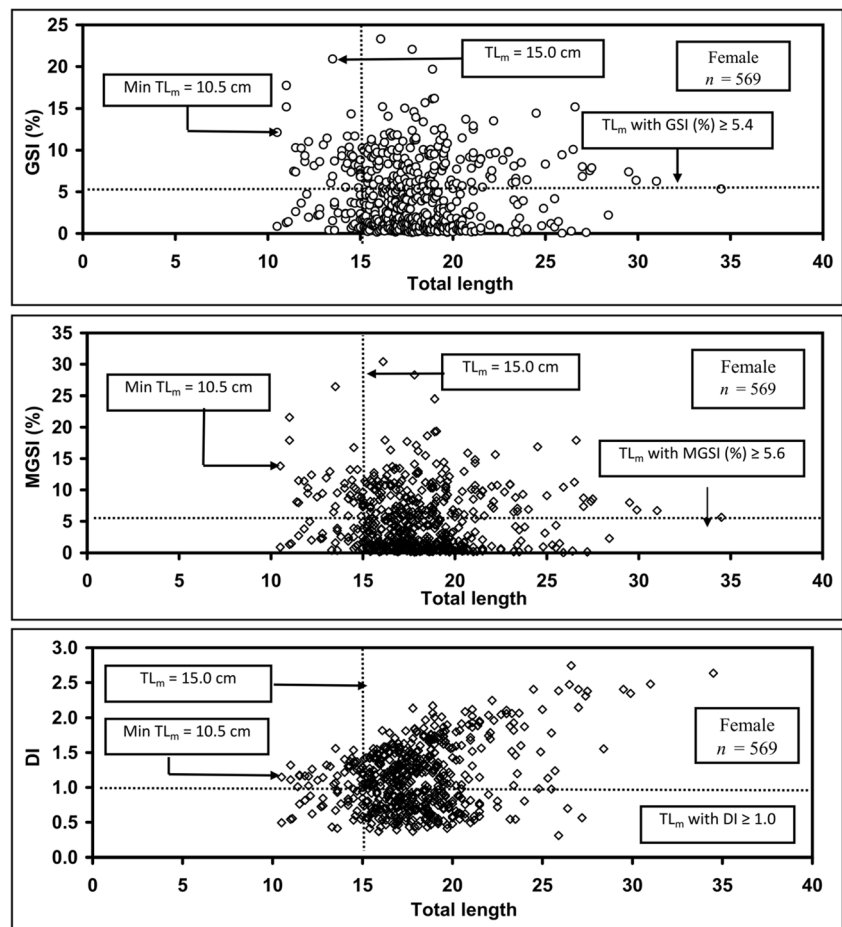 25
20
15
10
5
0
GSI (%)
TLm = 15.0 cm
Female
n = 569
Min TLm = 10.5 cm
TLm with GSI (%) ≥ 5.4
0 5 10 15 20 25 30 35 40
Total length
35
30
25
20
15
10
5
0
MGSI (%)
TLm = 15.0 cm
Female
n = 569
Min TLm = 10.5 cm
TLm with MGSI (%) ≥ 5.6
0 5 10 15 20 25 30 35 40
Total length
3.0
2.5
2.0
1.5
1.0
0.5
0.0
DI
TLm = 15.0 cm
Min TLm = 10.5 cm
Female
n = 569
TLm with DI ≥ 1.0
0 5 10 15 20 25 30 35 40
Total length